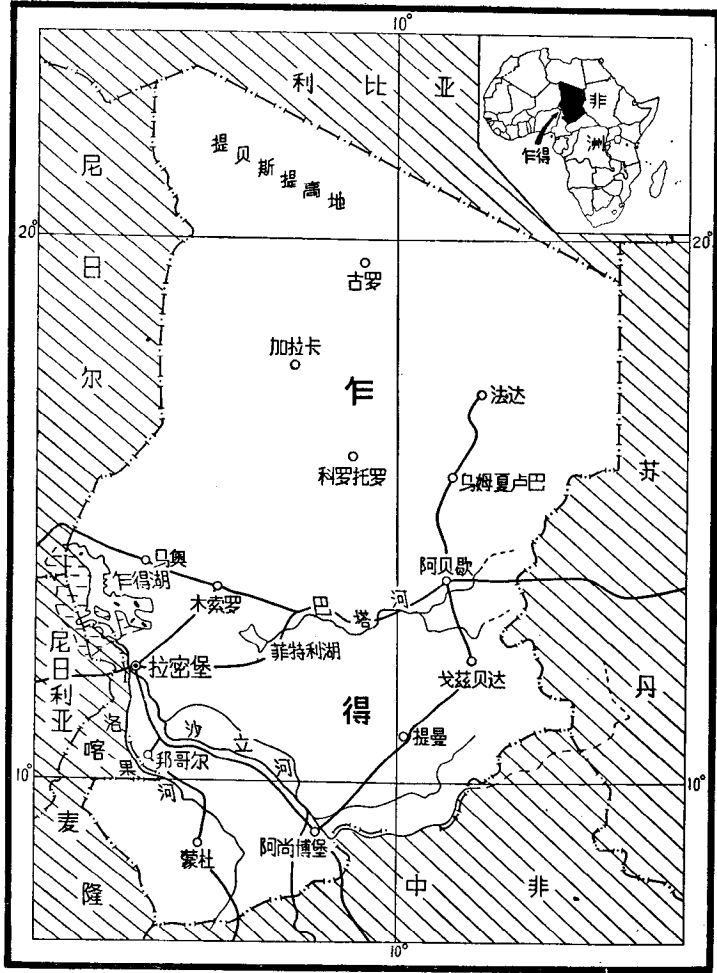 10°
利比亚
非洲
乍得
提贝斯提高地
尼日尔
20°
20°
古罗
加拉卡
乍得
法达
科罗托罗
乌姆夏卢巴
苏丹
马奥
乍得湖
木索罗
巴塔河
阿贝歇
菲特利湖
尼日利亚
拉密堡
戈兹贝达
沙立河
提曼
洛果河
邦哥尔
喀麦隆
10°
10°
蒙杜
阿尚博堡
中非
10°